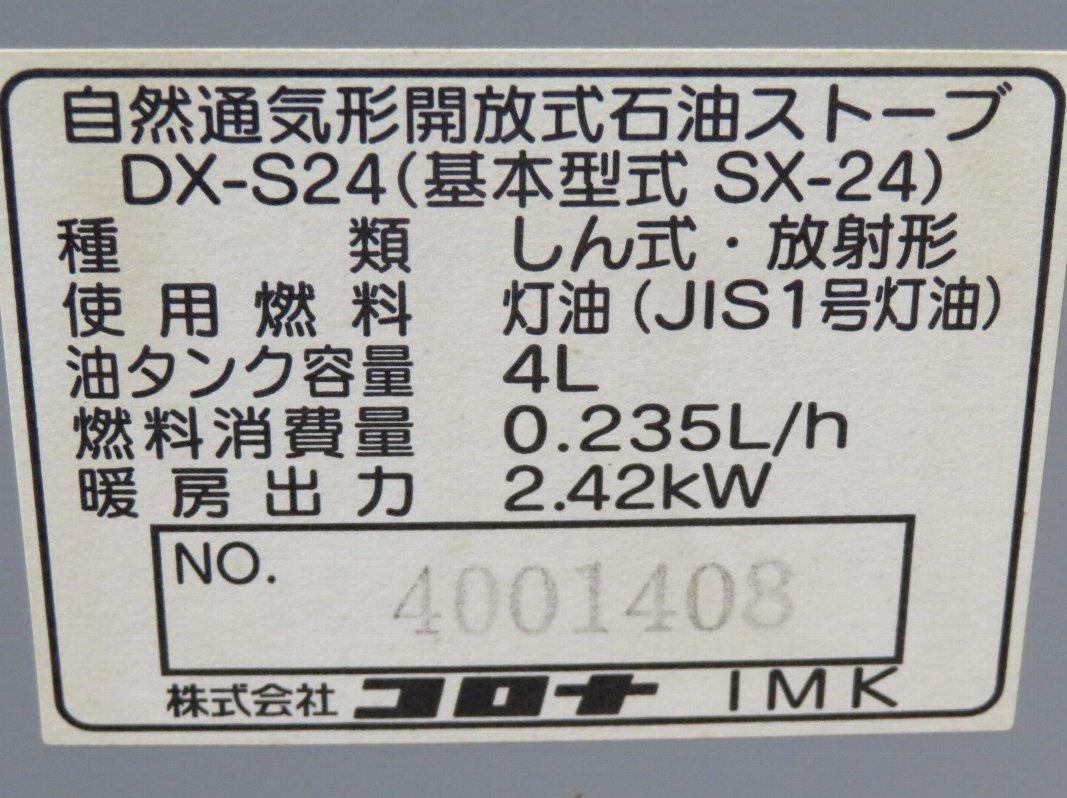 自然通気形開放式石油ストーブ
DX-S24(基本型式 SX-24)
種類 しん式・放射形
使用燃料 灯油(JIS1号灯油)
油タンク容量 4L
燃料消費量 0.235L/h
暖房出力 2.42kW
NO. 4001408
株式会社 コロナ IMK